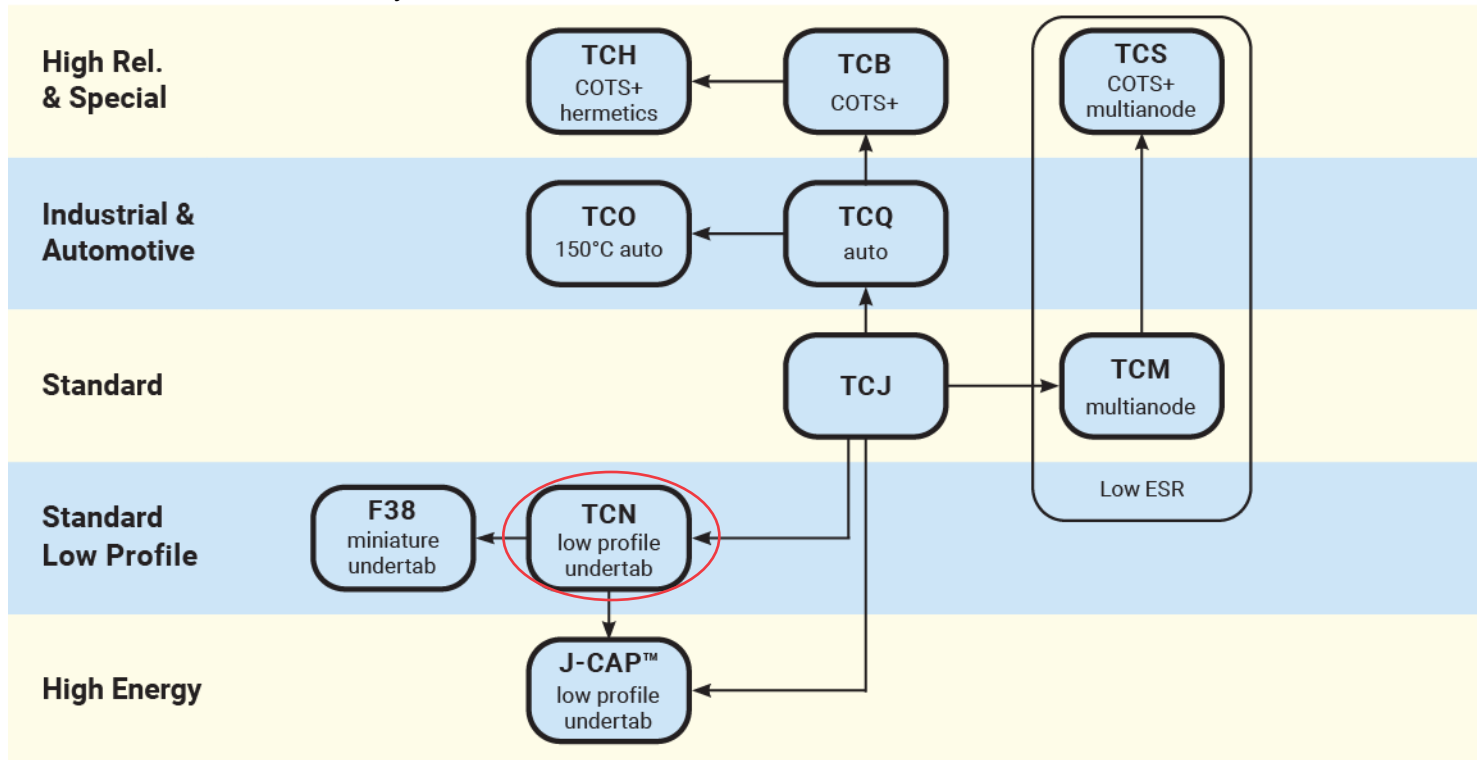 High Rel.
& Special
TCH
COTS+
hermetics
TCB
COTS+
TCS
COTS+
multianode
Industrial &
Automotive
TCO
150°C auto
TCQ
auto
Standard
TCJ
TCM
multianode
Low ESR
Standard
Low Profile
F38
miniature
undertab
TCN
low profile
undertab
High Energy
J-CAP™
low profile
undertab